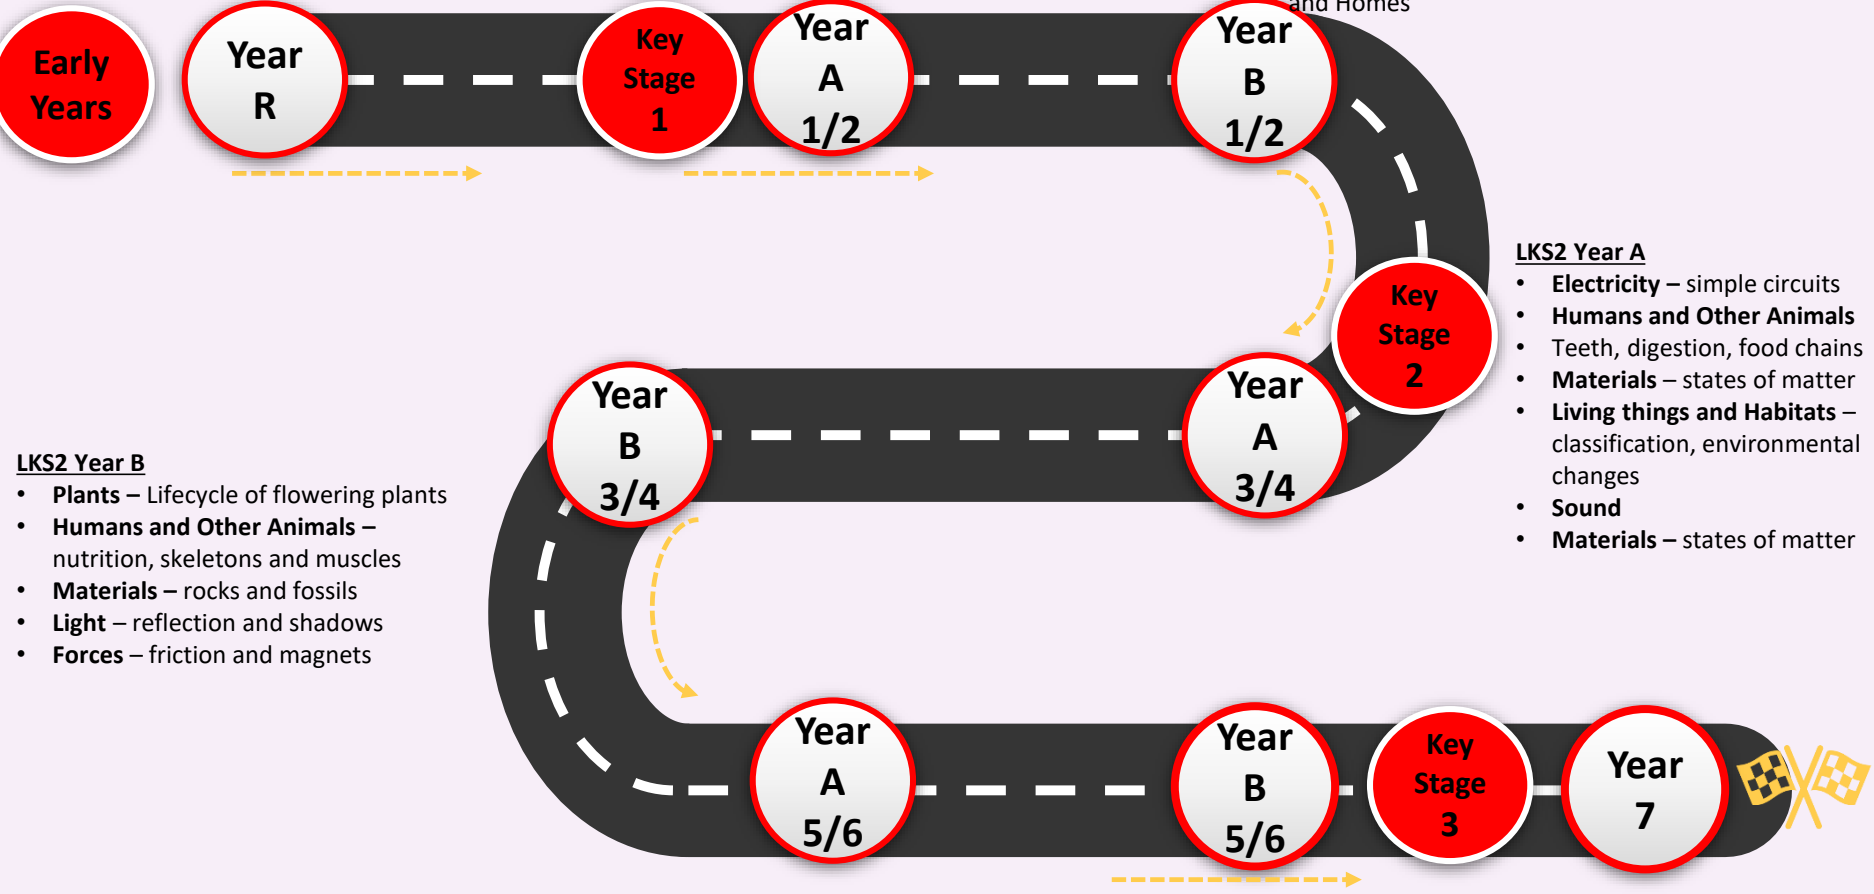 and Homes
Early
Years
Year
R
Key
Stage
1
Year
A
1/2
Year
B
1/2
LKS2 Year A
• Electricity – simple circuits
• Humans and Other Animals
• Teeth, digestion, food chains
• Materials – states of matter
• Living things and Habitats –
classification, environmental
changes
• Sound
• Materials – states of matter
Key
Stage
2
Year
A
3/4
Year
B
3/4
LKS2 Year B
• Plants – Lifecycle of flowering plants
• Humans and Other Animals –
nutrition, skeletons and muscles
• Materials – rocks and fossils
• Light – reflection and shadows
• Forces – friction and magnets
Year
A
5/6
Year
B
5/6
Key
Stage
3
Year
7